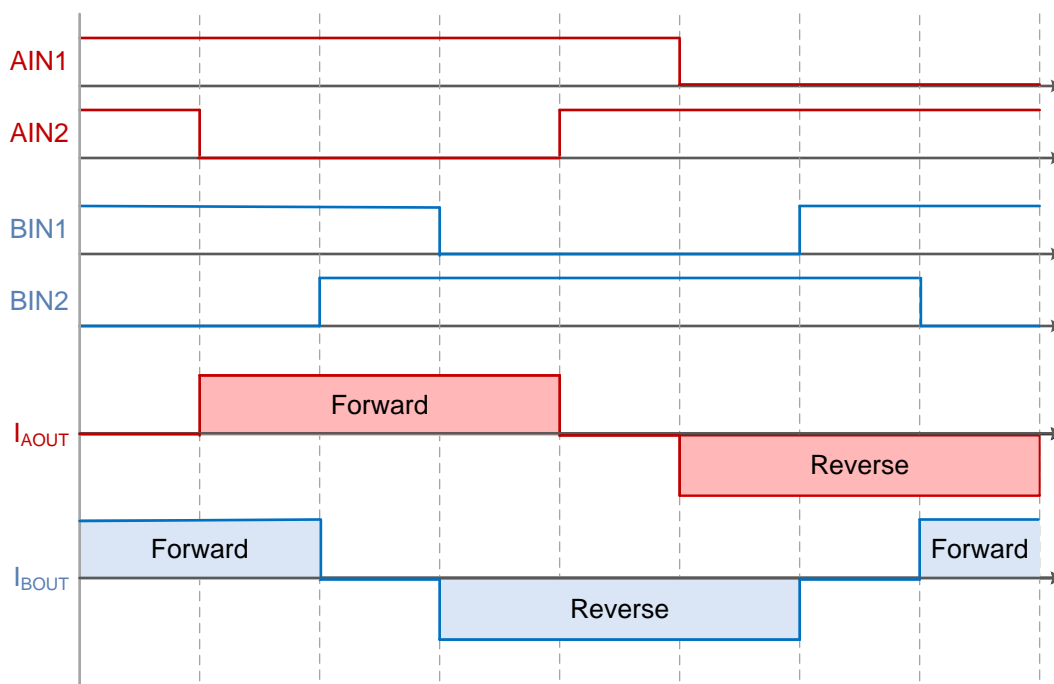 AIN1
AIN2
BIN1
BIN2
Forward
IAOUT
Reverse
Forward
Forward
IBOUT
Reverse